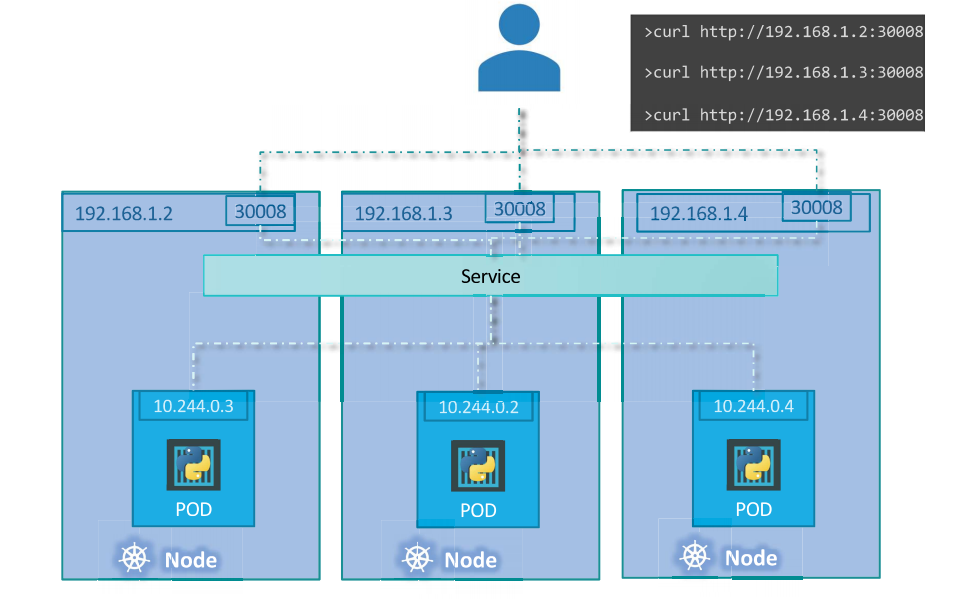 >curl http://192.168.1.2:30008
>curl http://192.168.1.3:30008
>curl http://192.168.1.4:30008
192.168.1.2
30008
192.168.1.3
30008
192.168.1.4
30008
Service
10.244.0.3
10.244.0.2
10.244.0.4
POD
POD
POD
Node
Node
Node